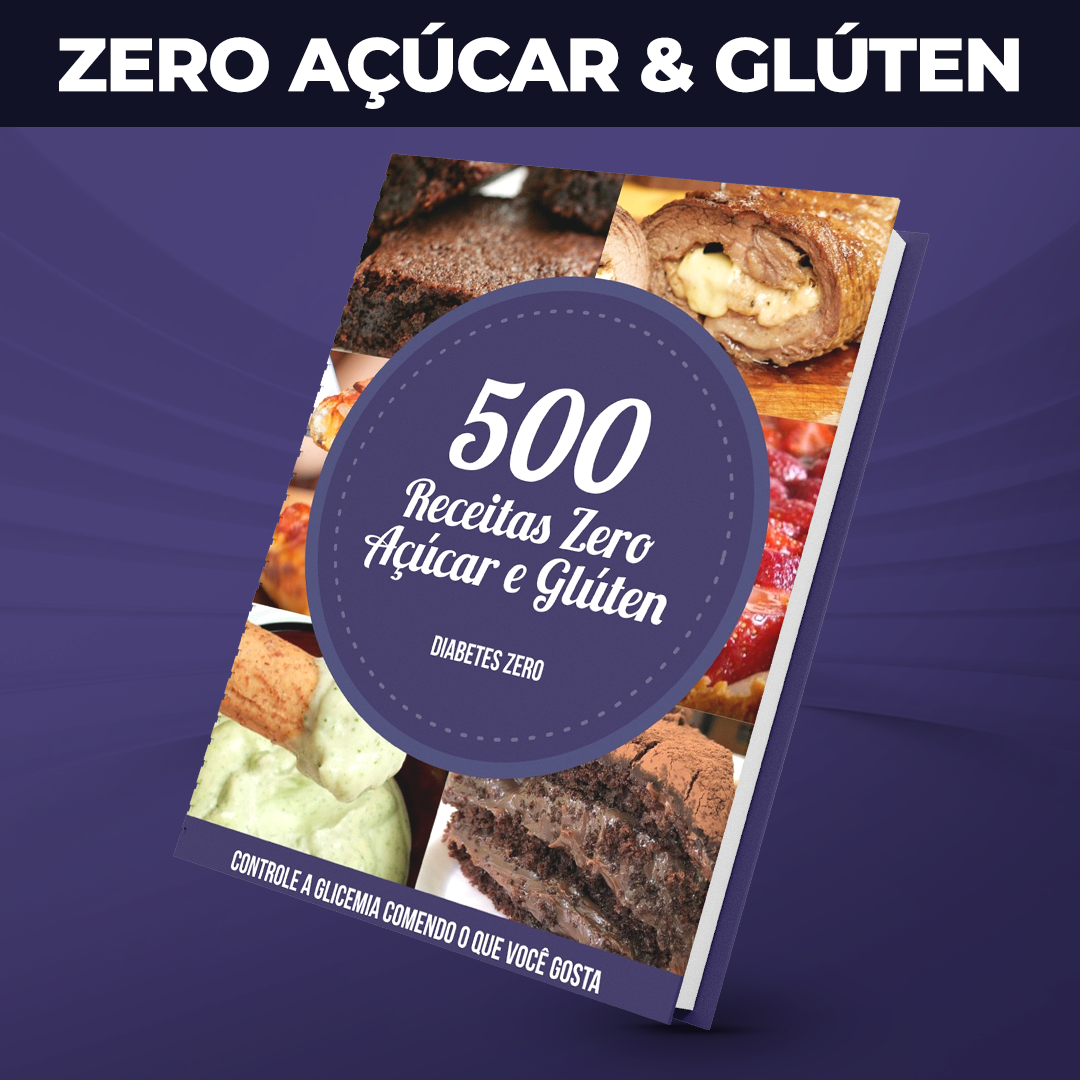 ZERO AÇÚCAR & GLÚTEN
500
Receitas Zero
Açúcar e Glúten
DIABETES ZERO
CONTROLE A GLICEMIA COMENDO O QUE VOCÊ GOSTA